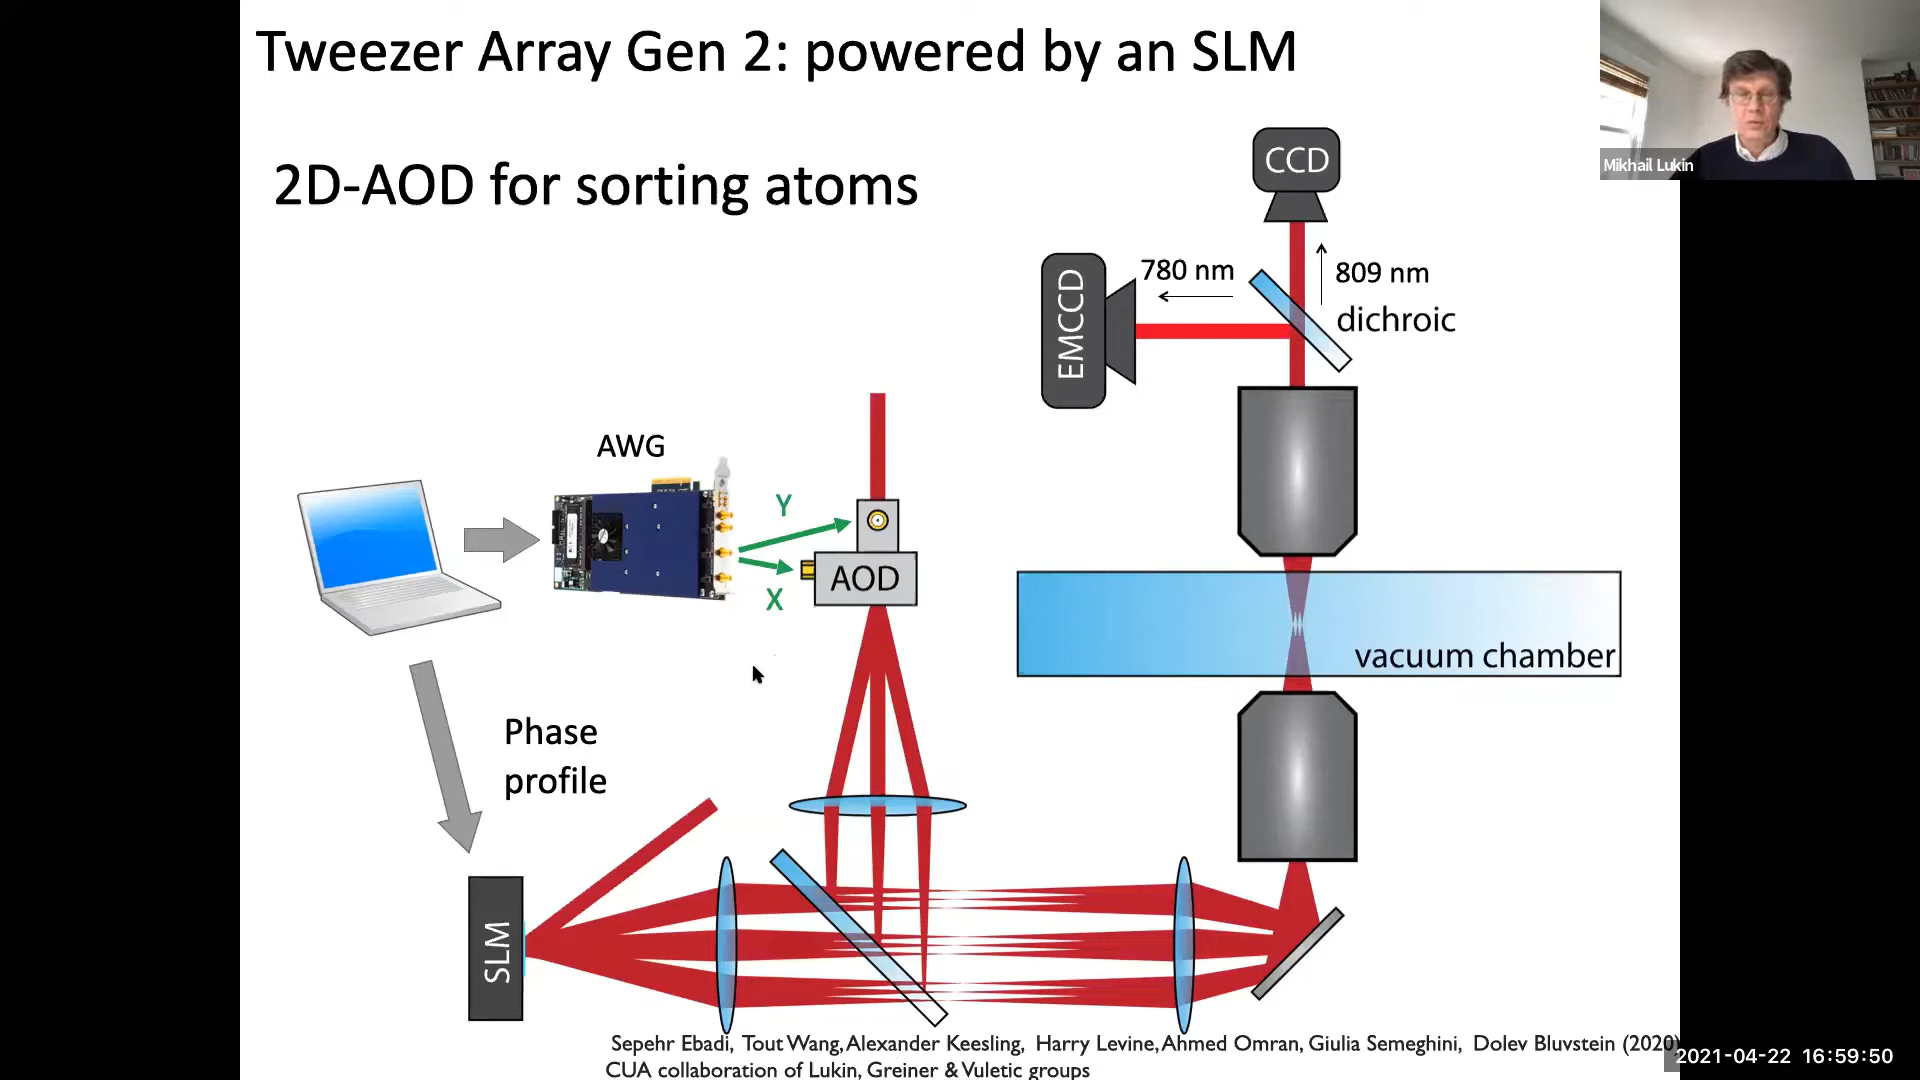 Tweezer Array Gen 2: powered by an SLM
2D-AOD for sorting atoms
Mikhail Lukin
CCD
EMCCD
780 nm
809 nm
dichroic
AWG
Y
X
AOD
vacuum chamber
Phase
profile
SLM
Sepehr Ebadi, Tout Wang, Alexander Keesling, Harry Levine, Ahmed Omran, Giulia Semeghini, Dolev Bluvstein (2020)
CUA collaboration of Lukin, Greiner & Vuletic groups
2021-04-22 16:59:50